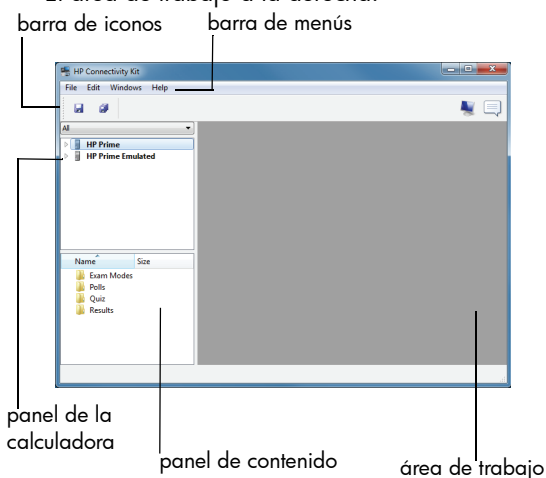 El área de trabajo a la derecha.
barra de iconos
barra de menús
HP Connectivity Kit
File Edit Windows Help
All
HP Prime
HP Prime Emulated
Name Size
Exam Modes
Polls
Quiz
Results
panel de la
calculadora
panel de contenido
área de trabajo